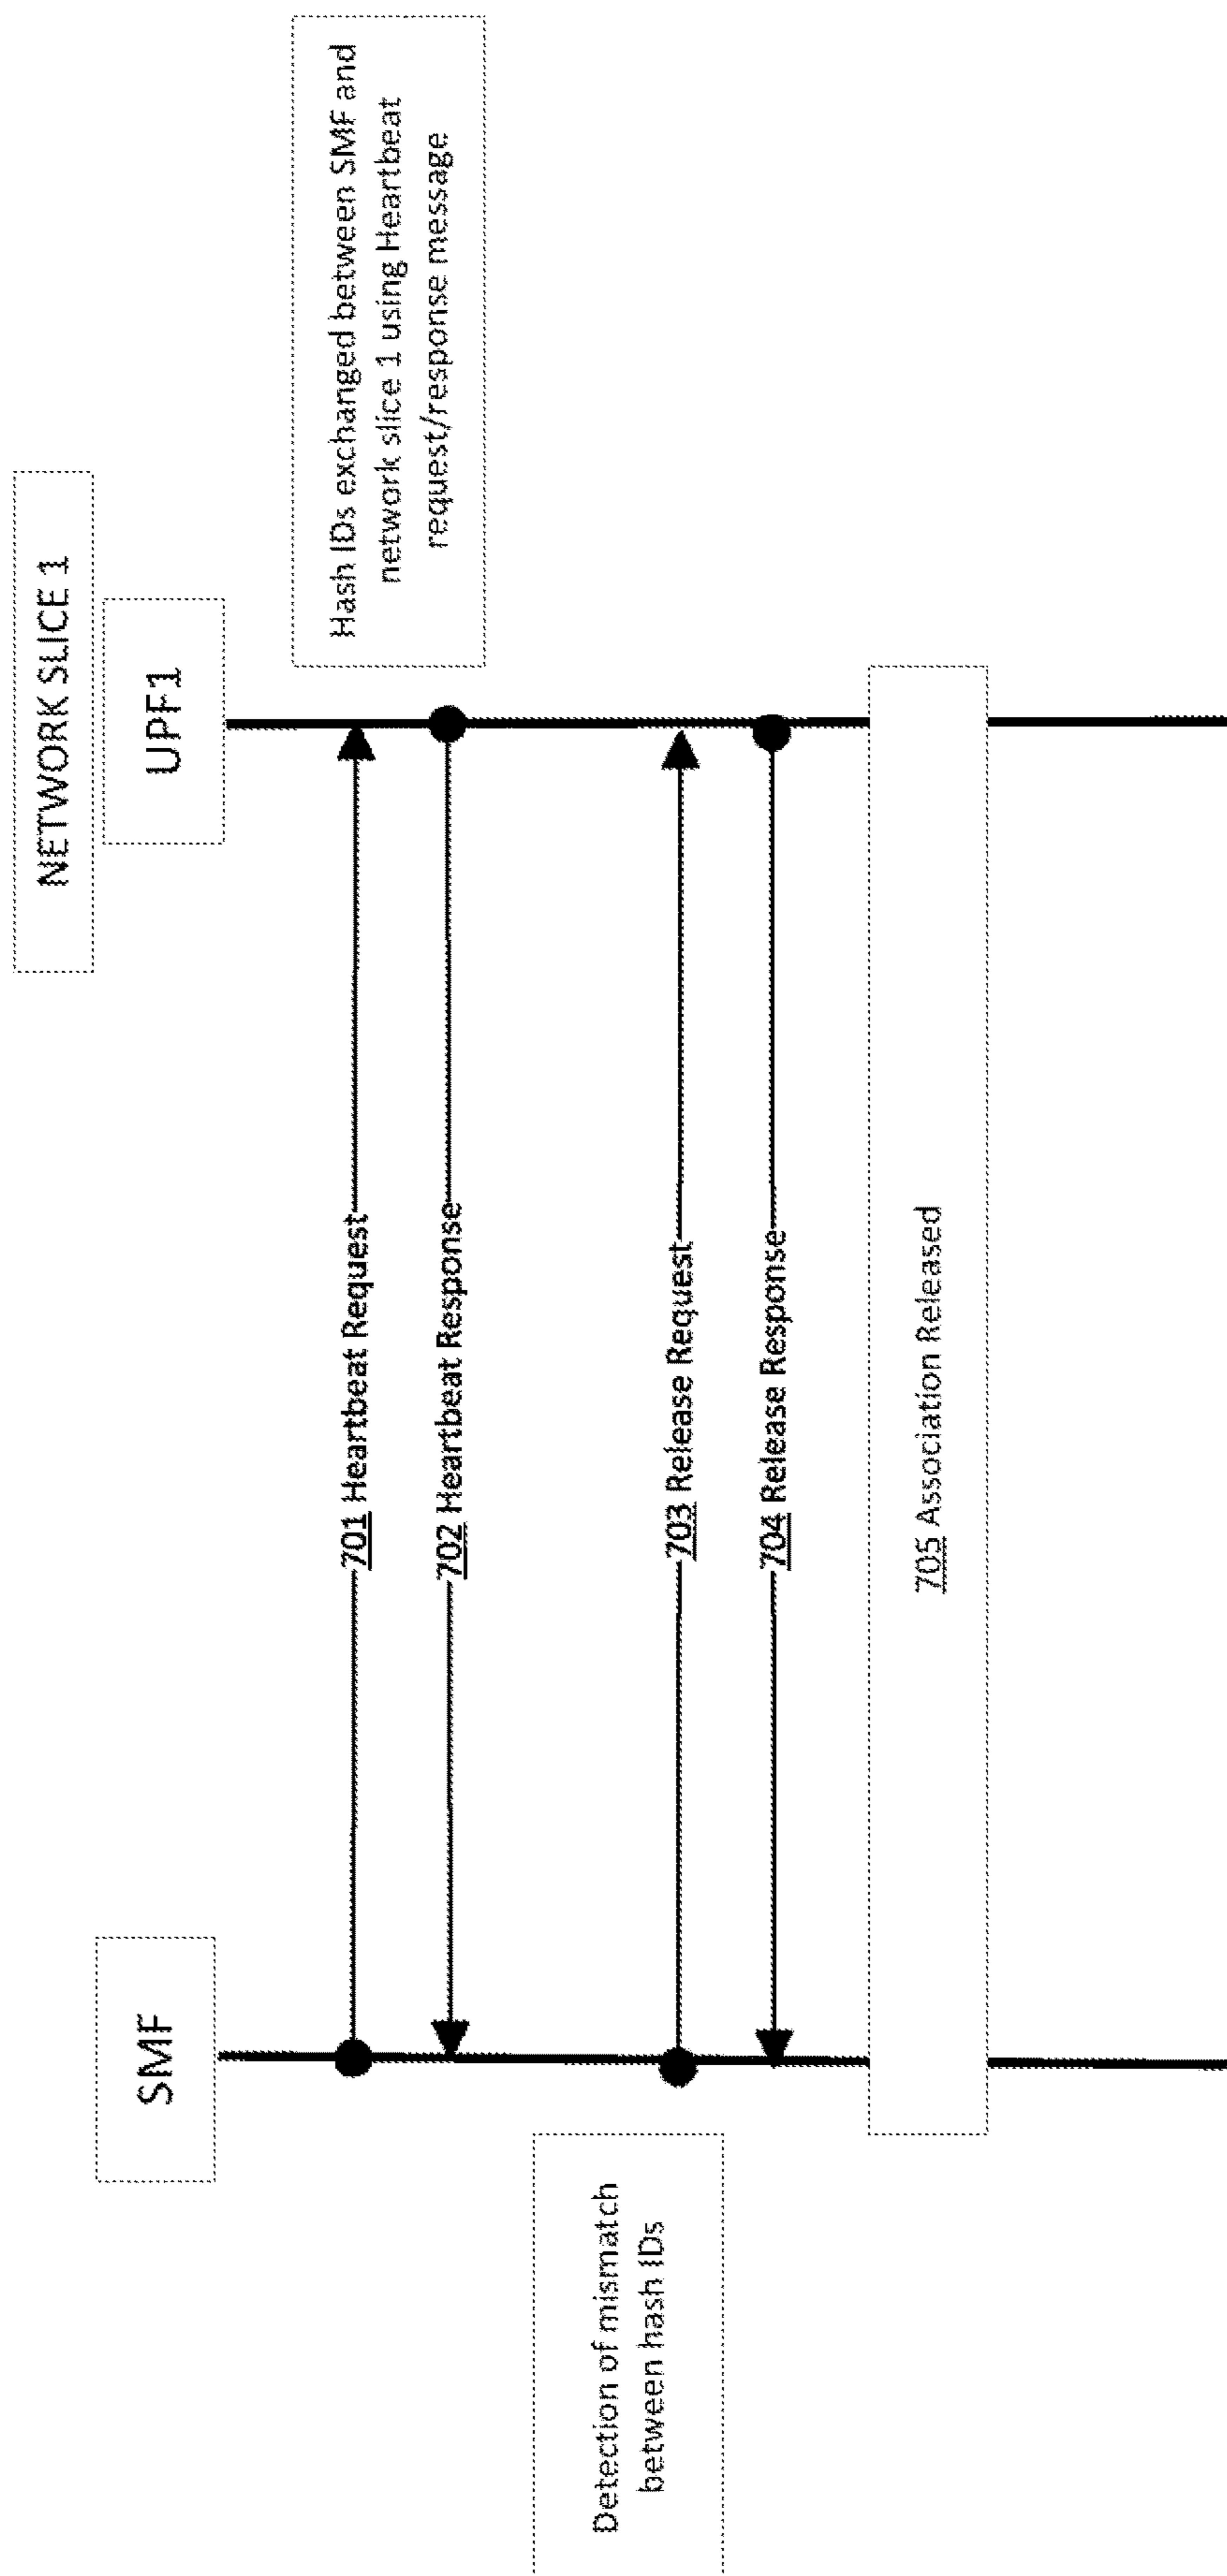 NETWORK SLICE 1
SMF
UPF1
Hash IDs exchanged between SMF and
network slice 1 using Heartbeat
request/response message
701 Heartbeat Request
702 Heartbeat Response
Detection of mismatch
between hash IDs
703 Release Request
704 Release Response
705 Association Released